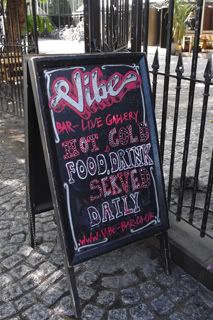 Vibe
BAR - LIVE GALLERY
HOT, COLD
FOOD, DRINK
SERVED
DAILY
WWW.VIBE-BAR.CO.UK